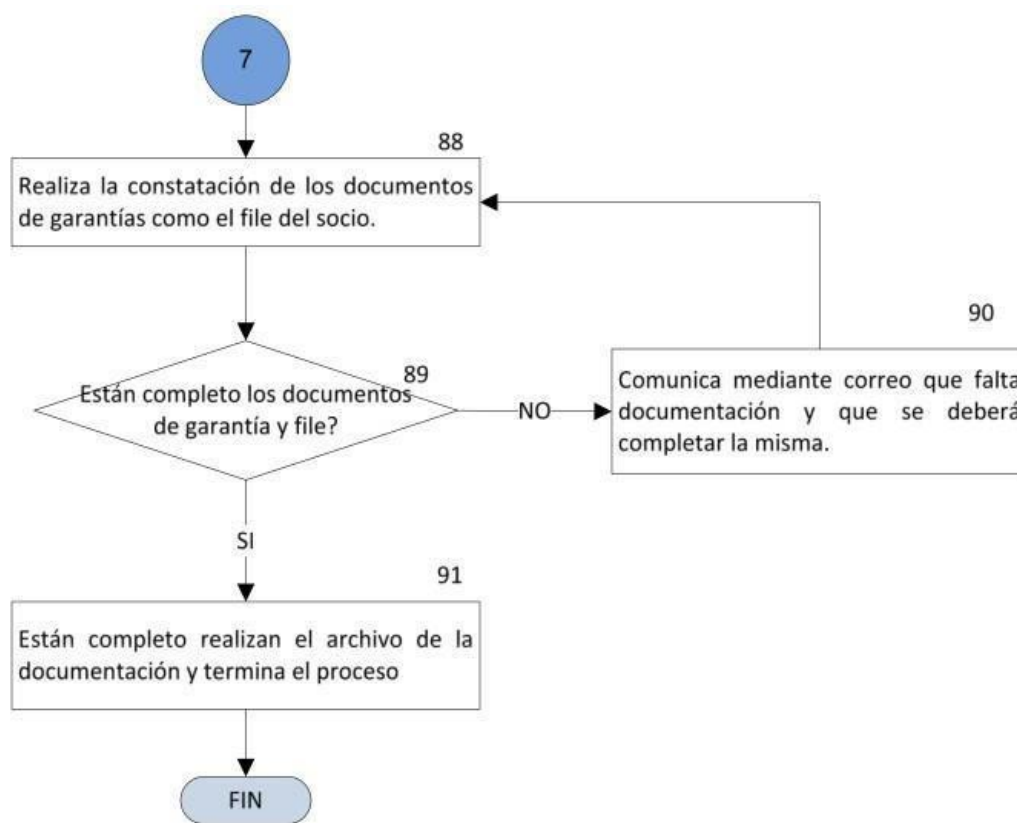 7
88
Realiza la constatación de los documentos
de garantías como el file del socio.
89
Están completo los documentos
de garantía y file?
NO
90
Comunica mediante correo que falta
documentación y que se deberá
completar la misma.
SI
91
Están completo realizan el archivo de la
documentación y termina el proceso
FIN